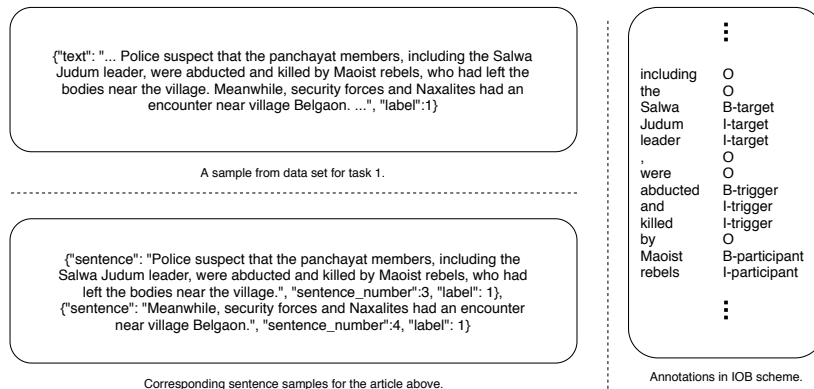 {"text": "... Police suspect that the panchayat members, including the Salwa
Judum leader, were abducted and killed by Maoist rebels, who had left the
bodies near the village. Meanwhile, security forces and Naxalites had an
encounter near village Belgaon. ...", "label":1}
A sample from data set for task 1.
{"sentence": "Police suspect that the panchayat members, including the
Salwa Judum leader, were abducted and killed by Maoist rebels, who had
left the bodies near the village.", "sentence_number":3, "label": 1},
{"sentence": "Meanwhile, security forces and Naxalites had an encounter
near village Belgaon.", "sentence_number":4, "label": 1}
Corresponding sentence samples for the article above.
including O
the O
Salwa B-target
Judum I-target
leader I-target
, O
were O
abducted B-trigger
and I-trigger
killed I-trigger
by O
Maoist B-participant
rebels I-participant
Annotations in IOB scheme.